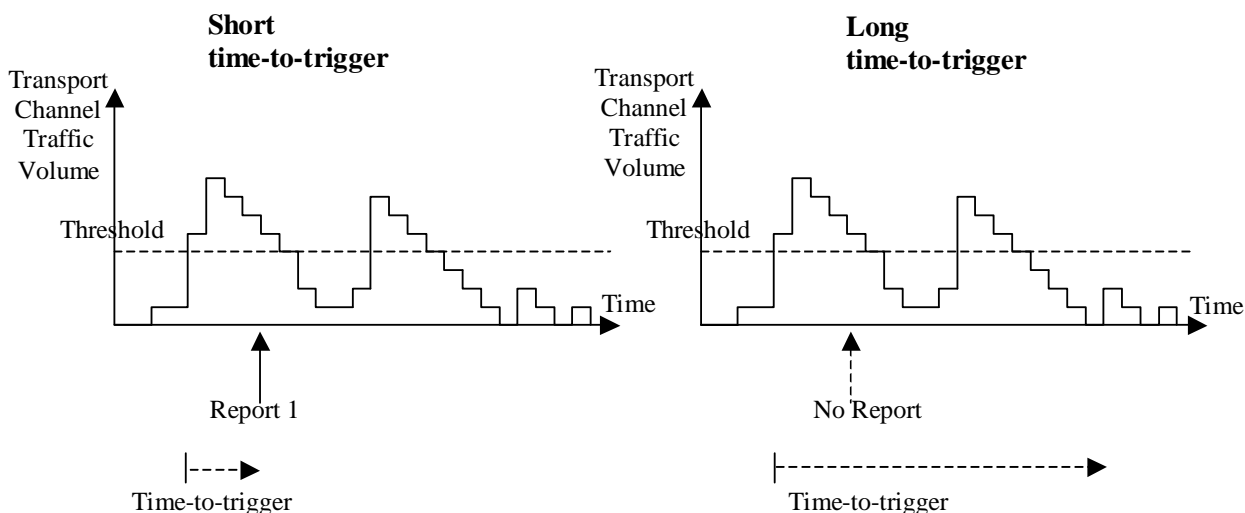 Short
time-to-trigger
Transport
Channel
Traffic
Volume
Threshold
Time
Report 1
Time-to-trigger
Long
time-to-trigger
Transport
Channel
Traffic
Volume
Threshold
Time
No Report
Time-to-trigger